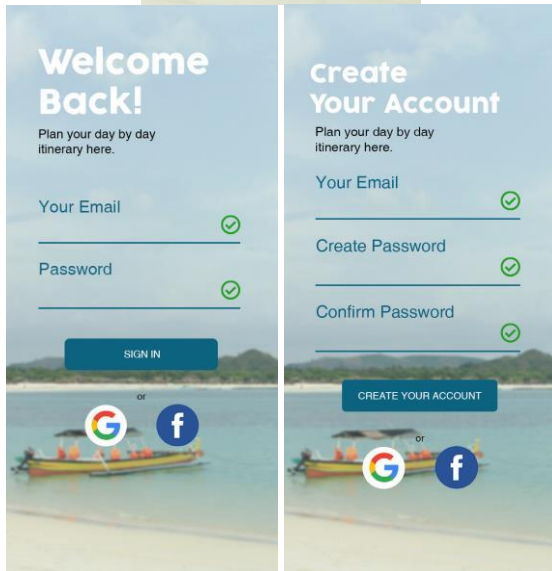 Welcome
Back!
Plan your day by day
itinerary here.
Your Email
Password
SIGN IN
or
G
f
Create
Your Account
Plan your day by day
itinerary here.
Your Email
Create Password
Confirm Password
CREATE YOUR ACCOUNT
or
G
f